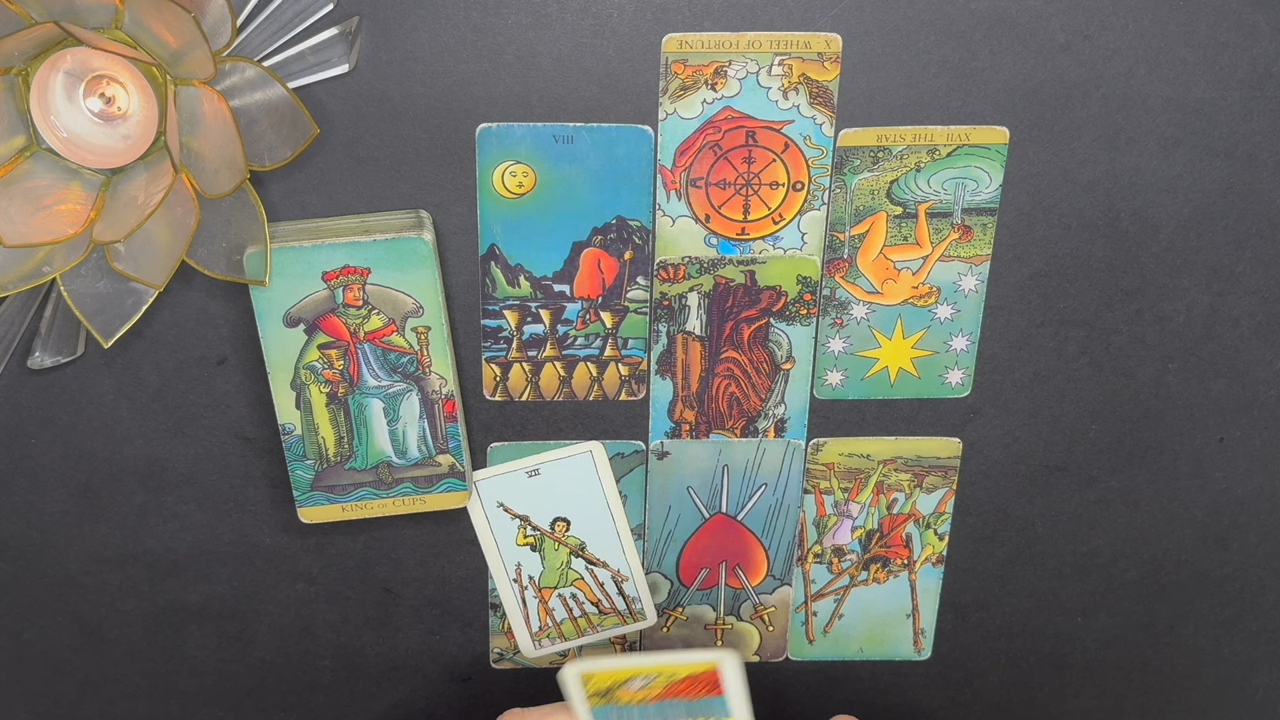 X - WHEEL OF FORTUNE
VIII
XVII - THE STAR
KING OF CUPS
VII
V